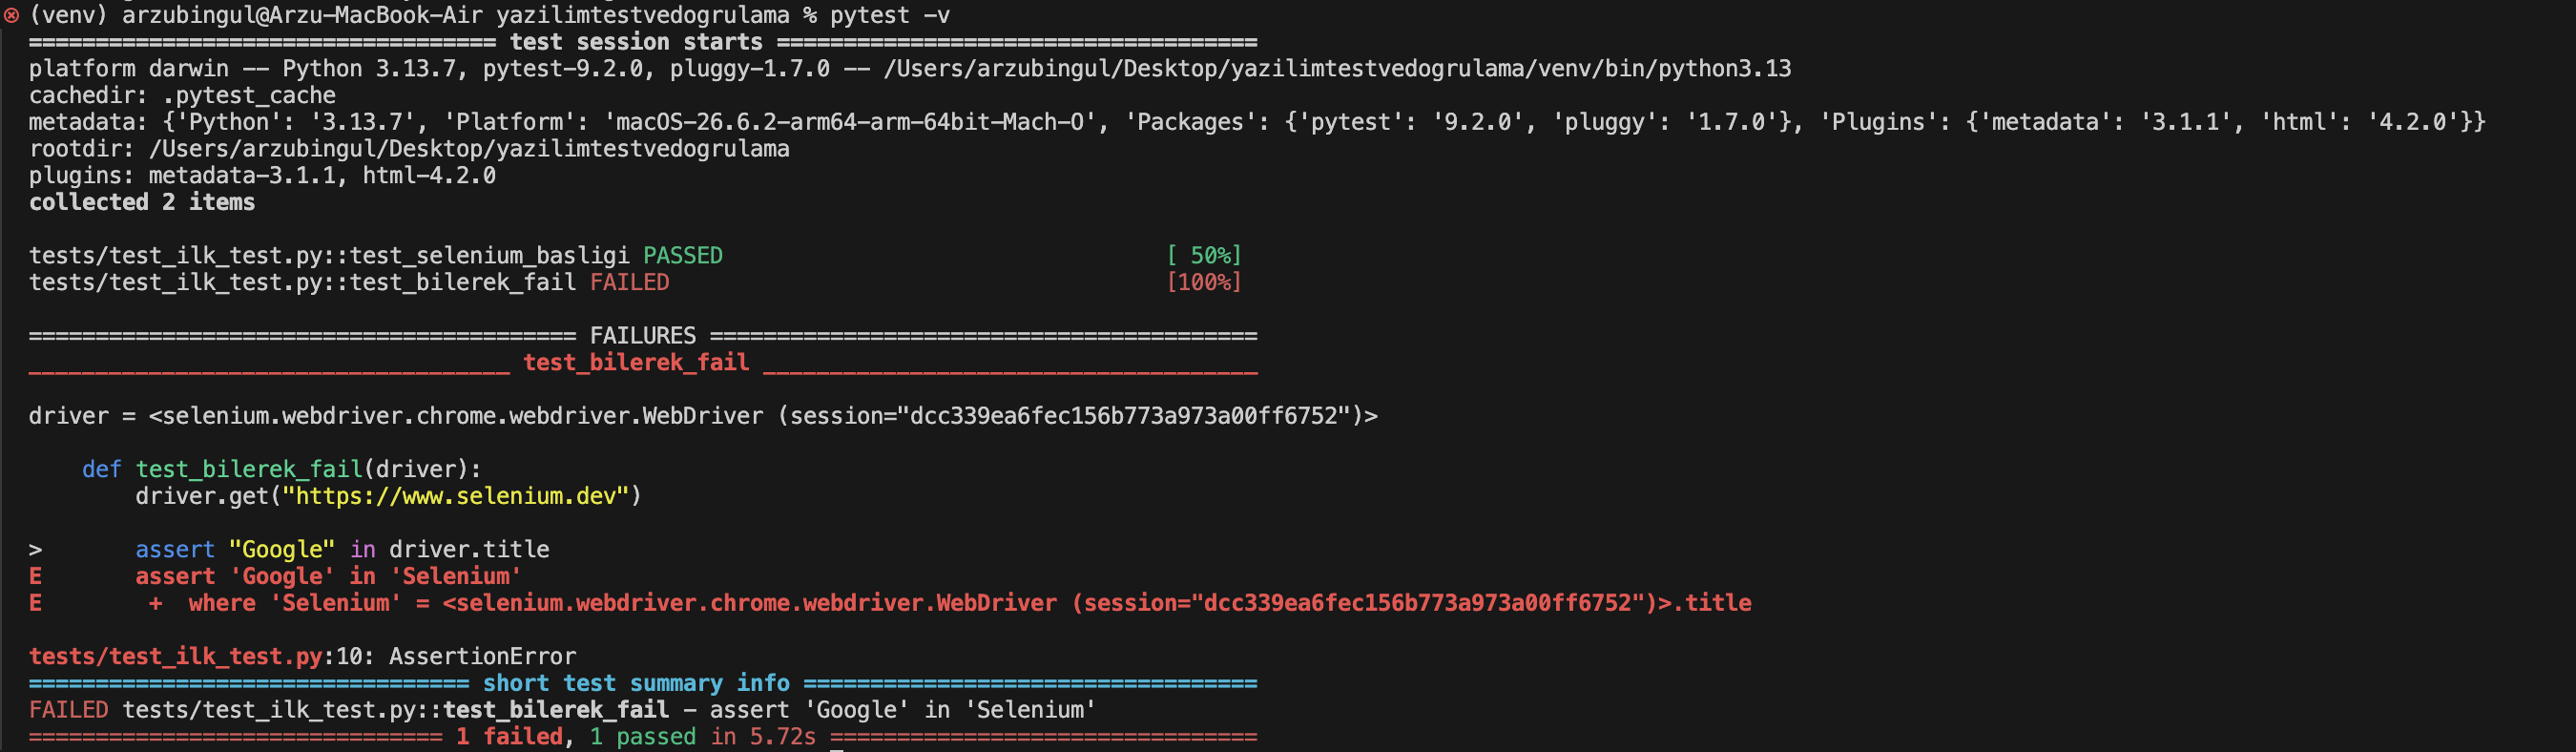 (venv) arzubingul@Arzu-MacBook-Air yazilimtestvedogrulama % pytest -v
=================================== test session starts ====================================
platform darwin -- Python 3.13.7, pytest-9.2.0, pluggy-1.7.0 -- /Users/arzubingul/Desktop/yazilimtestvedogrulama/venv/bin/python3.13
cachedir: .pytest_cache
metadata: {'Python': '3.13.7', 'Platform': 'macOS-26.6.2-arm64-arm-64bit-Mach-O', 'Packages': {'pytest': '9.2.0', 'pluggy': '1.7.0'}, 'Plugins': {'metadata': '3.1.1', 'html': '4.2.0'}}
rootdir: /Users/arzubingul/Desktop/yazilimtestvedogrulama
plugins: metadata-3.1.1, html-4.2.0
collected 2 items
tests/test_ilk_test.py::test_selenium_basligi PASSED                                 [ 50%]
tests/test_ilk_test.py::test_bilerek_fail FAILED                                     [100%]
========================================= FAILURES =========================================
____________________________________ test_bilerek_fail _____________________________________
driver = <selenium.webdriver.chrome.webdriver.WebDriver (session="dcc339ea6fec156b773a973a00ff6752")>
    def test_bilerek_fail(driver):
        driver.get("https://www.selenium.dev")
>       assert "Google" in driver.title
E       assert 'Google' in 'Selenium'
E        +  where 'Selenium' = <selenium.webdriver.chrome.webdriver.WebDriver (session="dcc339ea6fec156b773a973a00ff6752")>.title
tests/test_ilk_test.py:10: AssertionError
================================= short test summary info ==================================
FAILED tests/test_ilk_test.py::test_bilerek_fail - assert 'Google' in 'Selenium'
=============================== 1 failed, 1 passed in 5.72s ================================